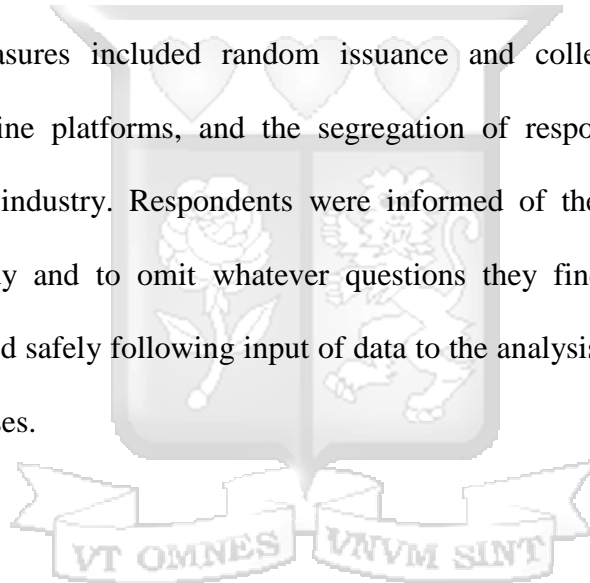 asures included random issuance and colle
ine platforms, and the segregation of respo
industry. Respondents were informed of the
y and to omit whatever questions they fin
d safely following input of data to the analysis
ses.
VT OMNES VNVM SINT